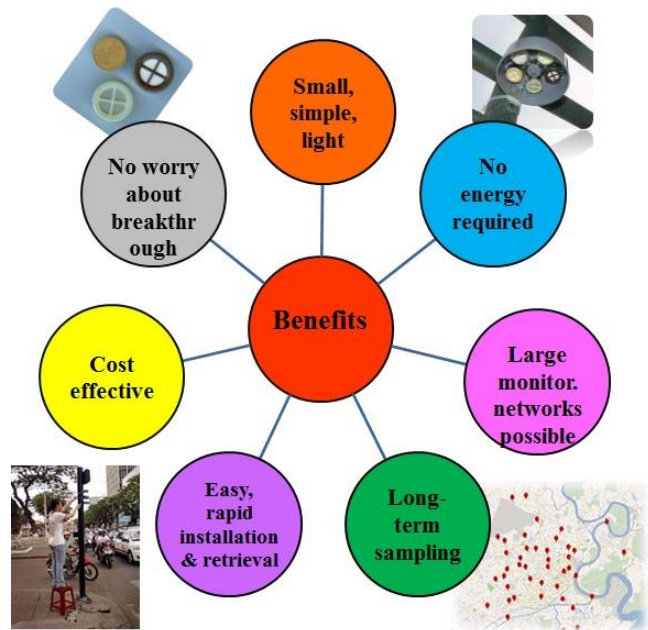 Small,
simple,
light
No
energy
required
Large
monitor.
networks
possible
Long-
term
sampling
Easy,
rapid
installation
& retrieval
Cost
effective
No worry
about
breakthr
ough
Benefits